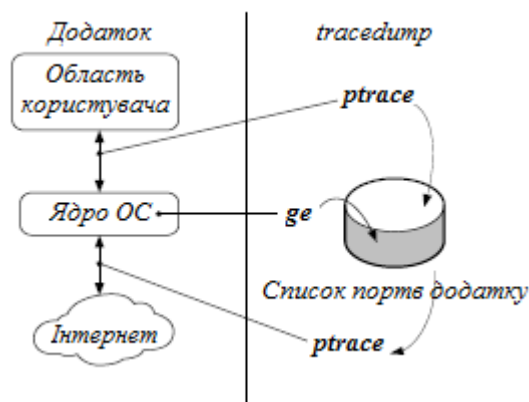 Додаток
tracedump
Область
користувача
ptrace
Ядро ОС
ge
Список портв додатку
Інтернет
ptrace